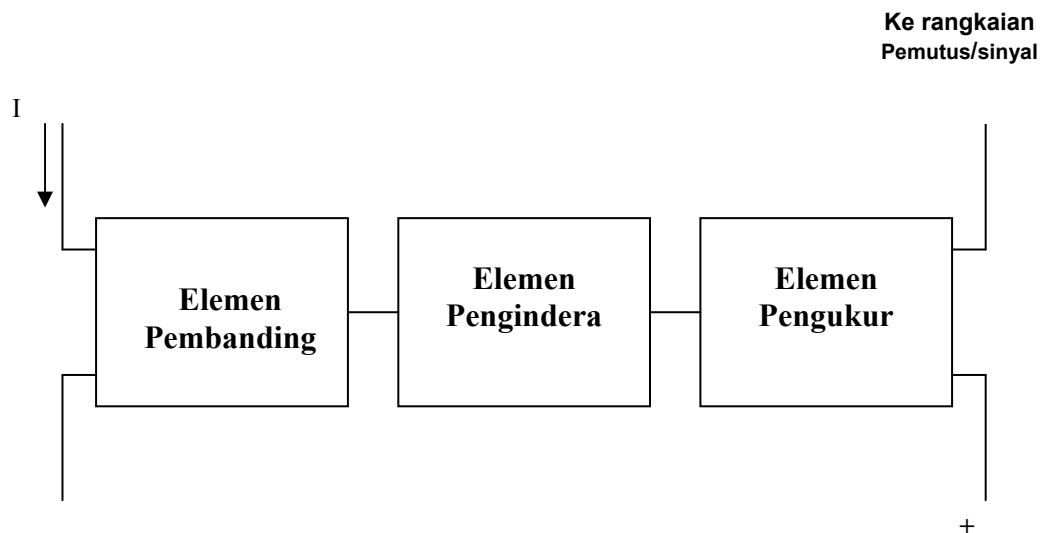 Ke rangkaian
Pemutus/sinyal
I
Elemen
Pembanding
Elemen
Pengindera
Elemen
Pengukur
+